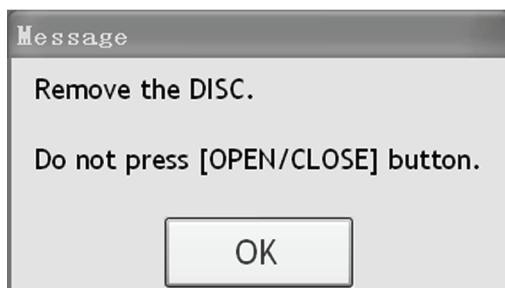 Message
Remove the DISC.
Do not press [OPEN/CLOSE] button.
OK